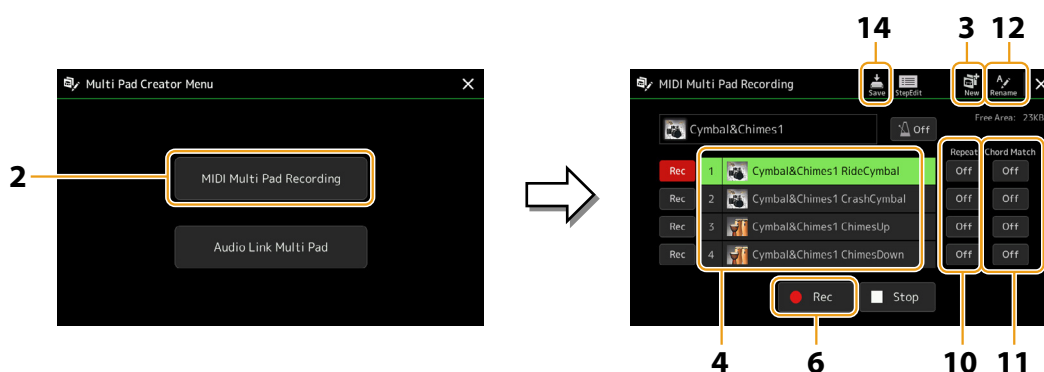 14 3 12
Multi Pad Creator Menu
MIDI Multi Pad Recording
Save StepEdit New Rename
Free Area: 23KB
Cymbal&Chimes1 Off
Repeat Chord Match
2 MIDI Multi Pad Recording
Rec 1 Cymbal&Chimes1 RideCymbal Off Off
Rec 2 Cymbal&Chimes1 CrashCymbal Off Off
Rec 3 Cymbal&Chimes1 ChimesUp Off Off
Audio Link Multi Pad
Rec 4 Cymbal&Chimes1 ChimesDown Off Off
Rec Stop
4 6 10 11